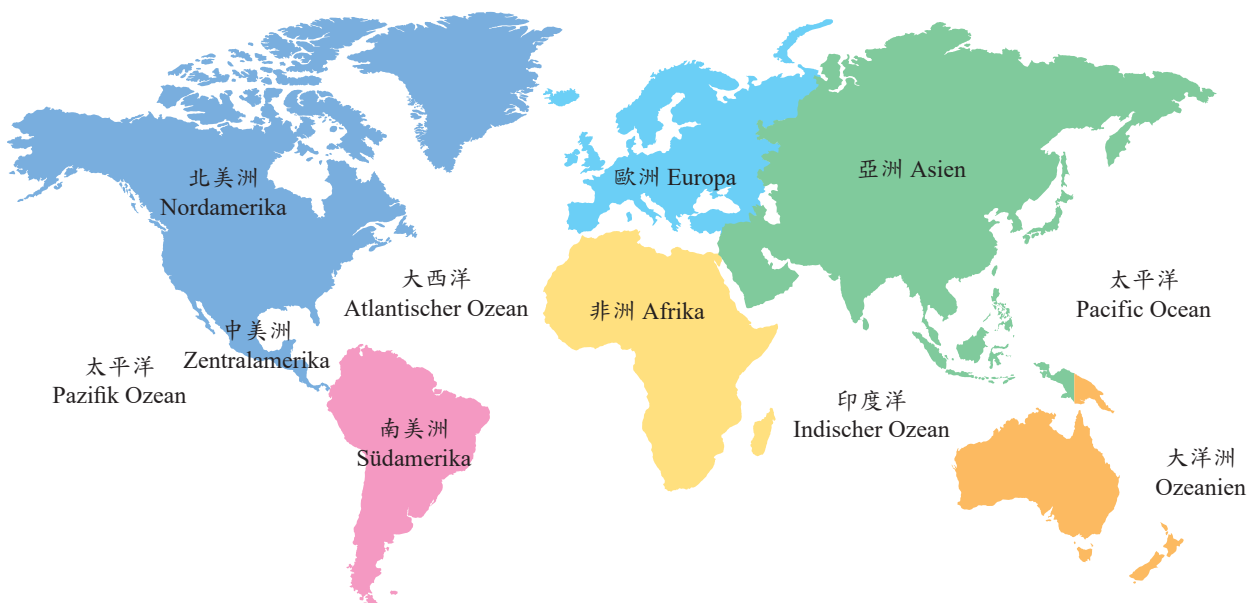 北美洲
Nordamerika
歐洲 Europa
亞洲 Asien
大西洋
Atlantischer Ozean
太平洋
Pacific Ocean
非洲 Afrika
中美洲
Zentralamerika
太平洋
Pazifik Ozean
印度洋
Indischer Ozean
南美洲
Südamerika
大洋洲
Ozeanien